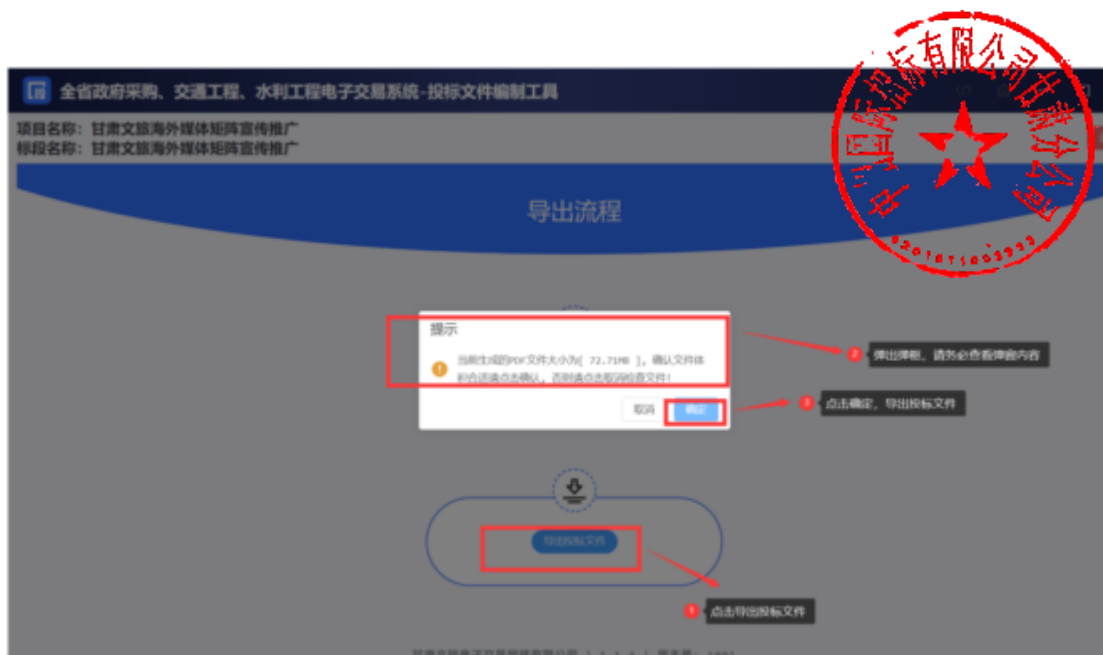 全省政府采购、交通工程、水利工程电子交易系统-投标文件编制工具
项目名称：甘肃文旅海外媒体矩阵宣传推广
标段名称：甘肃文旅海外媒体矩阵宣传推广
导出流程
提示
当前生成的PDF文件大小为[ 72.71MB ]，确认文件体
积合适请点击确认，否则请点击取消检查文件！
取消
确定
2 弹出弹框，请务必查看弹窗内容
3 点击确定，导出投标文件
导出投标文件
1 点击导出投标文件
国际招标有限公司甘肃分公司